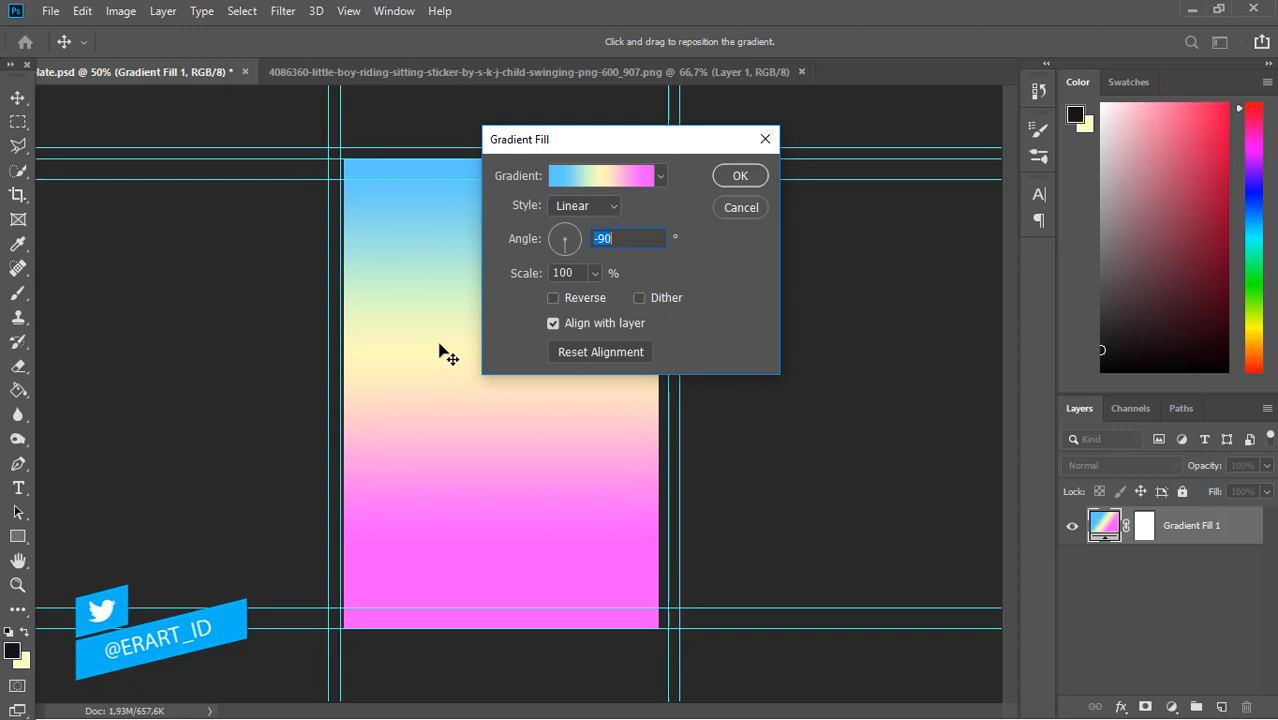 Ps File Edit Image Layer Type Select Filter 3D View Window Help
Click and drag to reposition the gradient.
late.psd @ 50% (Gradient Fill 1, RGB/8) * 4086360-little-boy-riding-sitting-sticker-by-s-k-j-child-swinging-png-600_907.png @ 66,7% (Layer 1, RGB/8)
Color Swatches
Gradient Fill
Gradient: OK
Style: Linear Cancel
Angle: -90 °
Scale: 100 %
Reverse Dither
Align with layer
Reset Alignment
Layers Channels Paths
Kind
Normal Opacity: 100%
Lock: Fill: 100%
Gradient Fill 1
@ERART_ID
Doc: 1,93M/657,6K